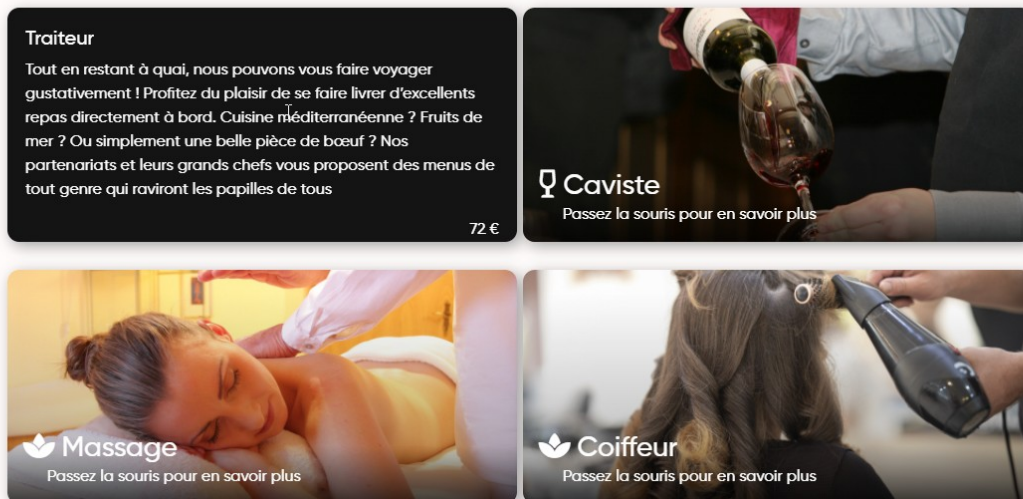 Traiteur
Tout en restant à quai, nous pouvons vous faire voyager
gustativement ! Profitez du plaisir de se faire livrer d'excellents
repas directement à bord. Cuisine méditerranéenne ? Fruits de
mer ? Ou simplement une belle pièce de bœuf ? Nos
partenariats et leurs grands chefs vous proposent des menus de
tout genre qui raviront les papilles de tous
72 €
Caviste
Passez la souris pour en savoir plus
Massage
Passez la souris pour en savoir plus
Coiffeur
Passez la souris pour en savoir plus